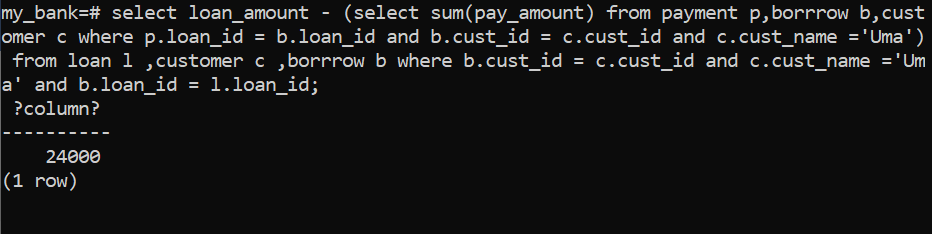 my_bank=# select loan_amount - (select sum(pay_amount) from payment p,borrrow b,cust
omer c where p.loan_id = b.loan_id and b.cust_id = c.cust_id and c.cust_name ='Uma')
 from loan l ,customer c ,borrrow b where b.cust_id = c.cust_id and c.cust_name ='Um
a' and b.loan_id = l.loan_id;
 ?column?
----------
    24000
(1 row)